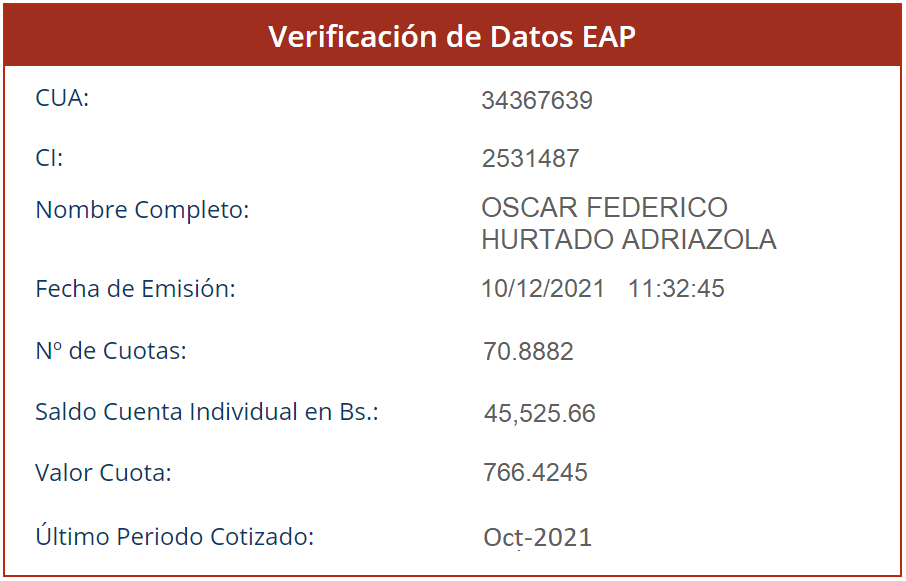 Verificación de Datos EAP
CUA: 34367639
CI: 2531487
Nombre Completo: OSCAR FEDERICO
HURTADO ADRIAZOLA
Fecha de Emisión: 10/12/2021 11:32:45
Nº de Cuotas: 70.8882
Saldo Cuenta Individual en Bs.: 45,525.66
Valor Cuota: 766.4245
Último Periodo Cotizado: Oct-2021